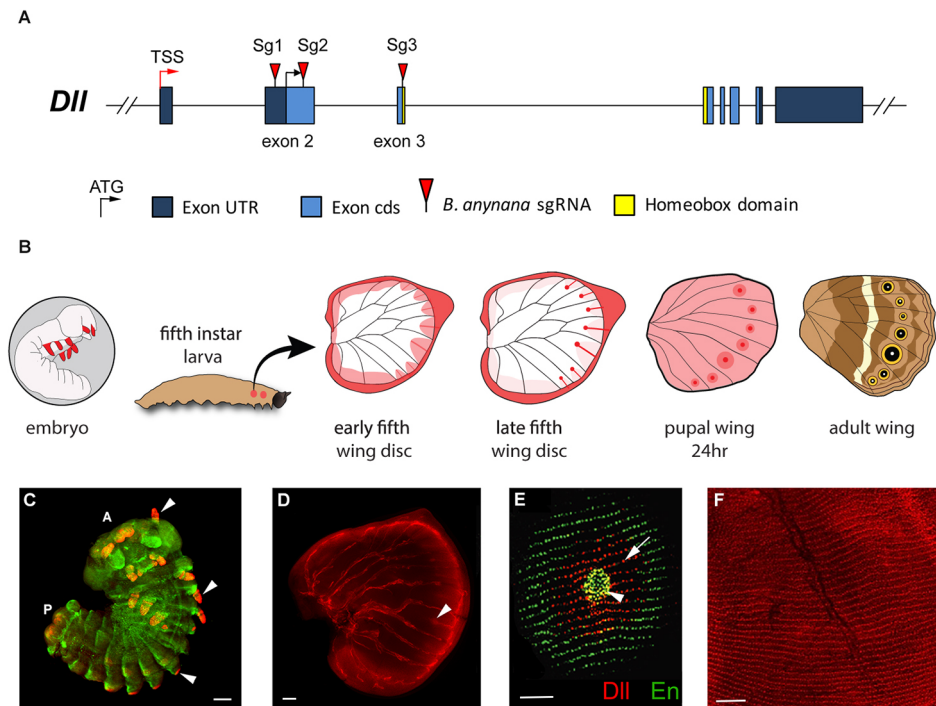 A
TSS
Sg1
Sg2
Sg3
Dll
exon 2
exon 3
ATG
Exon UTR
Exon cds
B. anynana sgRNA
Homeobox domain
B
fifth instar
larva
embryo
early fifth
wing disc
late fifth
wing disc
pupal wing
24hr
adult wing
C
A
P
D
E
Dll
En
F